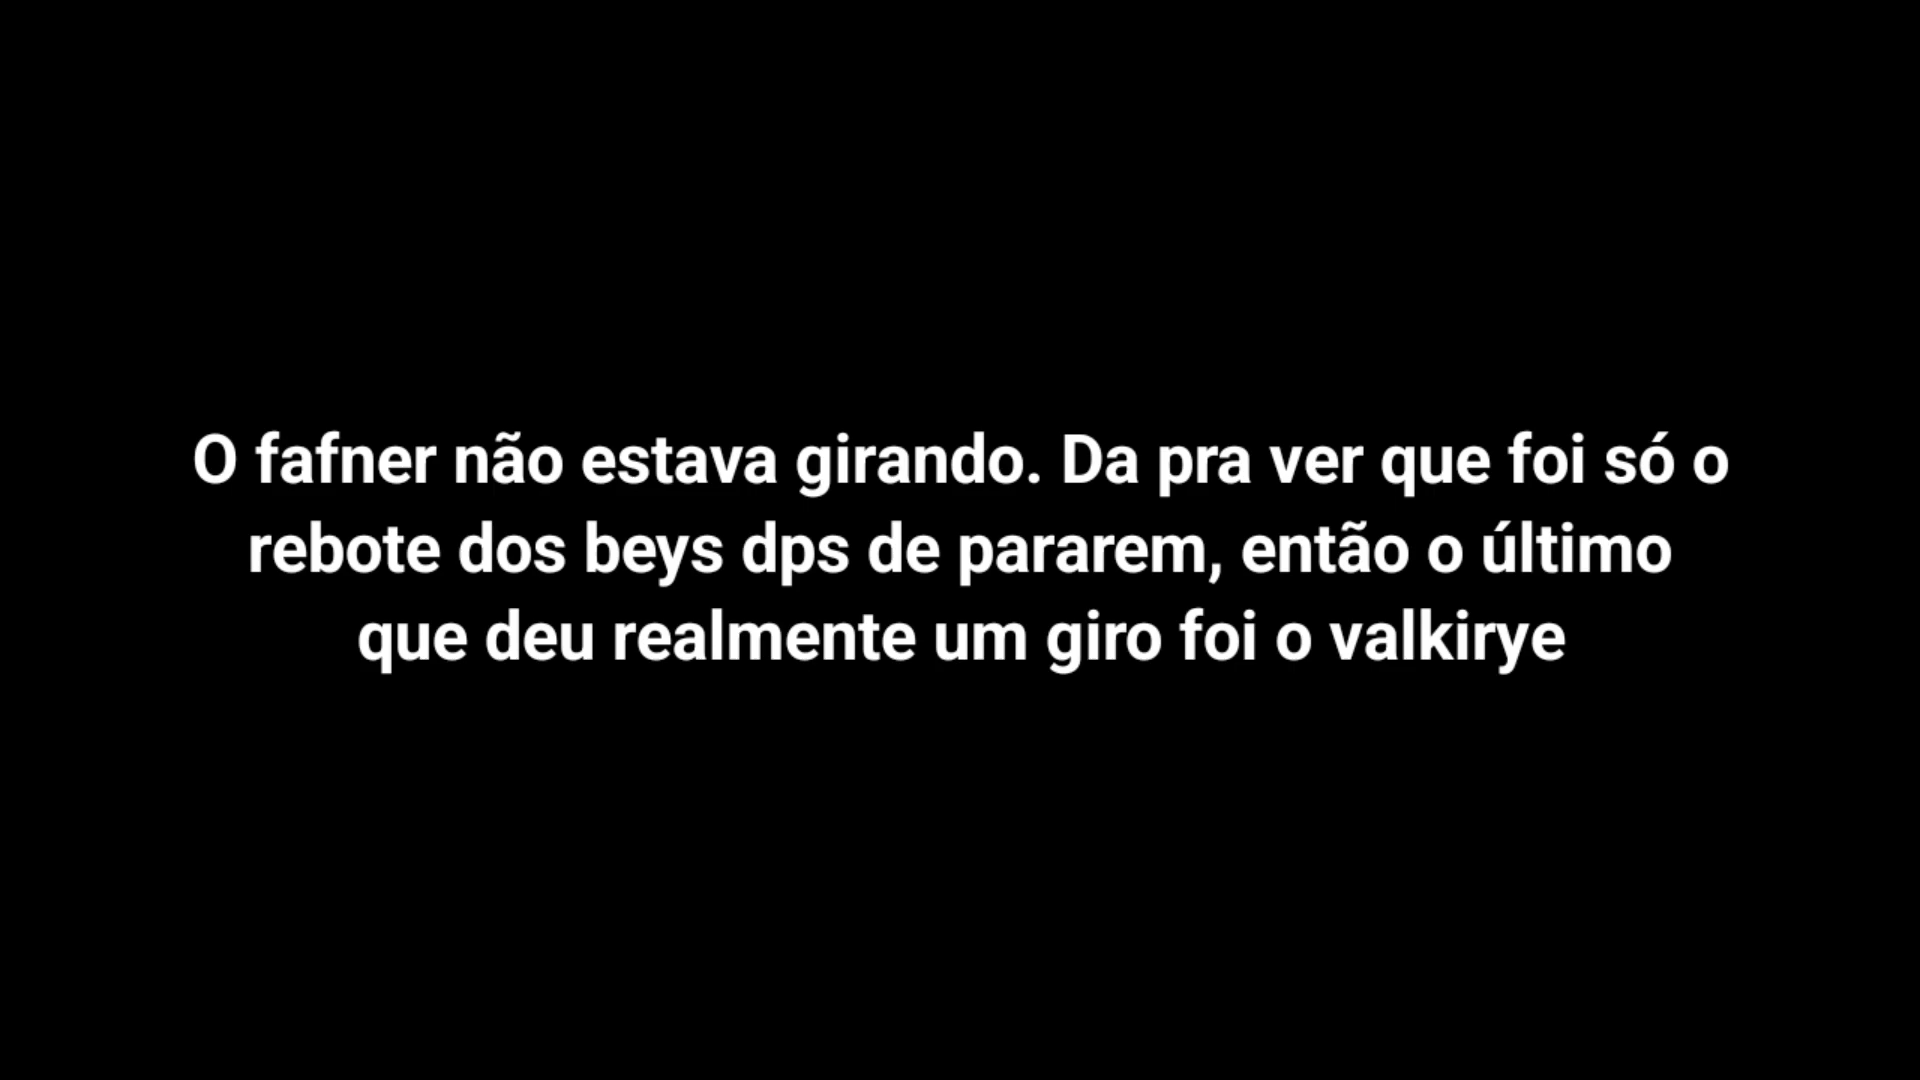 O fafner não estava girando. Da pra ver que foi só o
rebote dos beys dps de pararem, então o último
que deu realmente um giro foi o valkirye